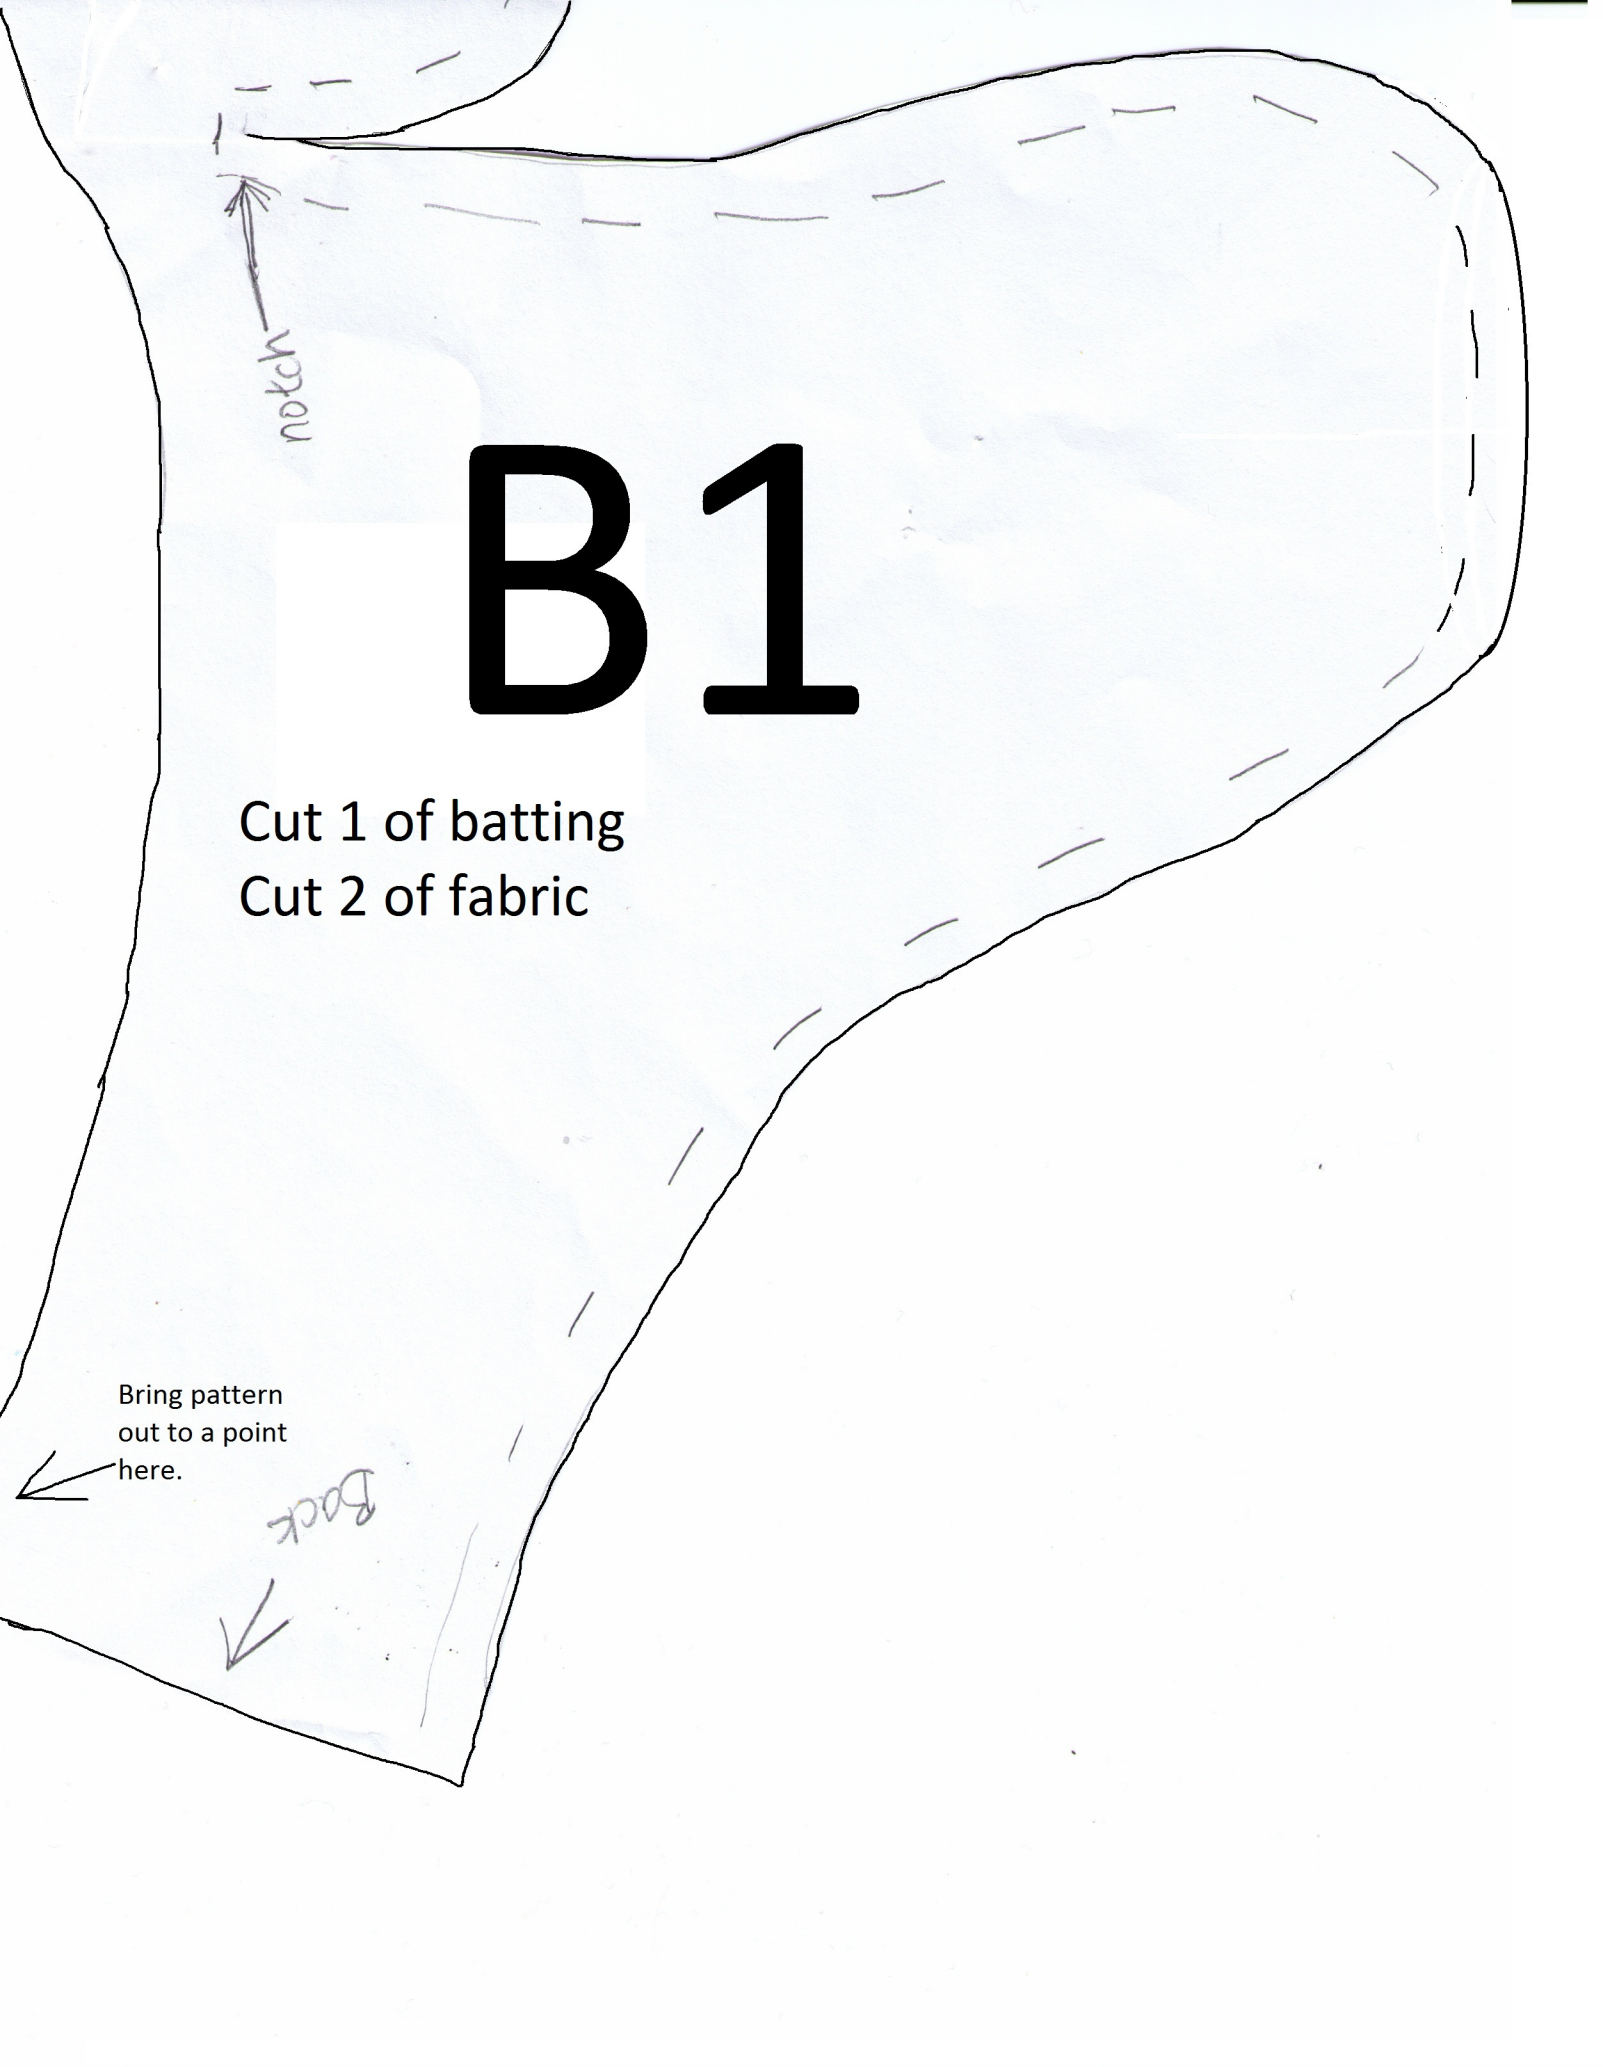 notch
B1
Cut 1 of batting
Cut 2 of fabric
Bring pattern
out to a point
here.
Back